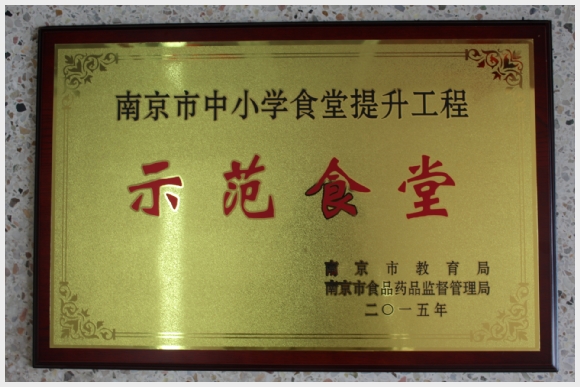 南京市中小学食堂提升工程
示范食堂
南京市教育局
南京市食品药品监督管理局
二〇一五年